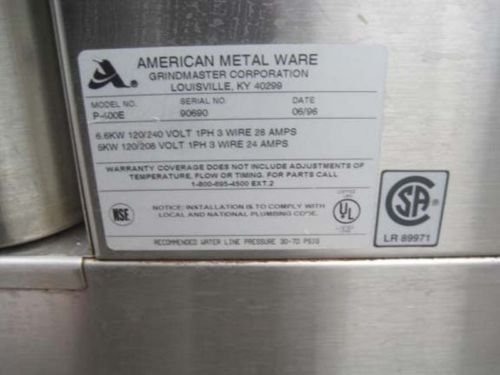 AMERICAN METAL WARE
GRINDMASTER CORPORATION
LOUISVILLE, KY 40299
MODEL NO. SERIAL NO. DATE
P-400E 90690 06/96
6.6KW 120/240 VOLT 1PH 3 WIRE 28 AMPS
5KW 120/208 VOLT 1PH 3 WIRE 24 AMPS
WARRANTY COVERAGE DOES NOT INCLUDE ADJUSTMENTS OF
TEMPERATURE, FLOW OR TIMING. FOR PARTS CALL
1-800-695-4500 EXT.2
NSF
NOTICE: INSTALLATION IS TO COMPLY WITH
LOCAL AND NATIONAL PLUMBING CODE.
UL
RECOMMENDED WATER LINE PRESSURE 30-70 PSIG
SA
LR 89971